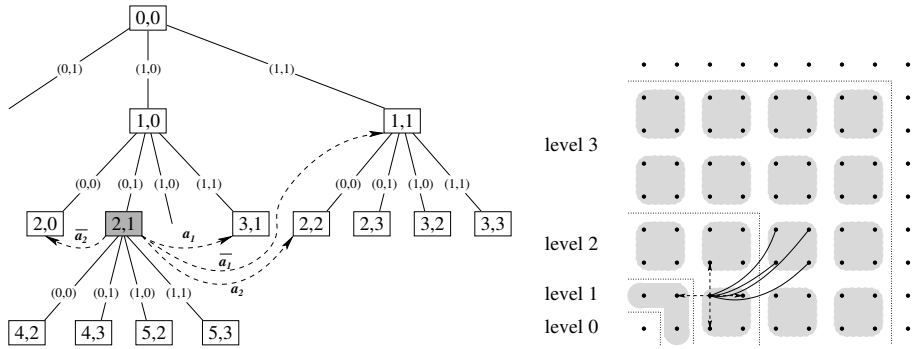 0,0
(0,1) (1,0) (1,1)
1,0 1,1
level 3
(0,0) (0,1) (1,0) (1,1) (0,0) (0,1) (1,0) (1,1)
2,0 2,1 3,1 2,2 2,3 3,2 3,3
a̅₂ a₁
a̅₁
a₂
level 2
(0,0) (0,1) (1,0) (1,1)
level 1
4,2 4,3 5,2 5,3
level 0